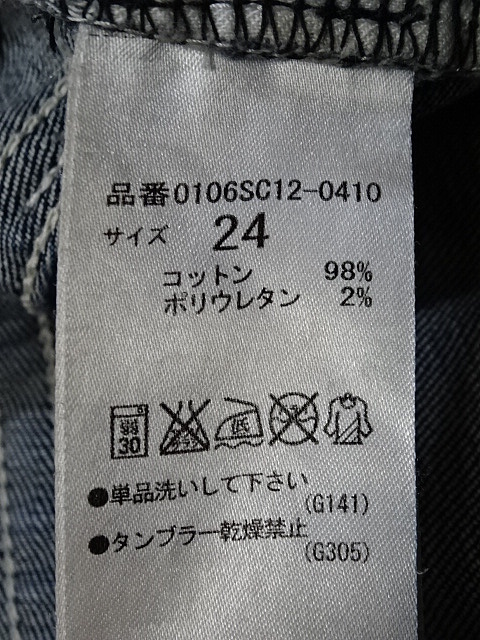 品番0106SC12-0410
サイズ 24
コットン 98%
ポリウレタン 2%
弱 30 低
●単品洗いして下さい
(G141)
●タンブラー乾燥禁止
(G305)